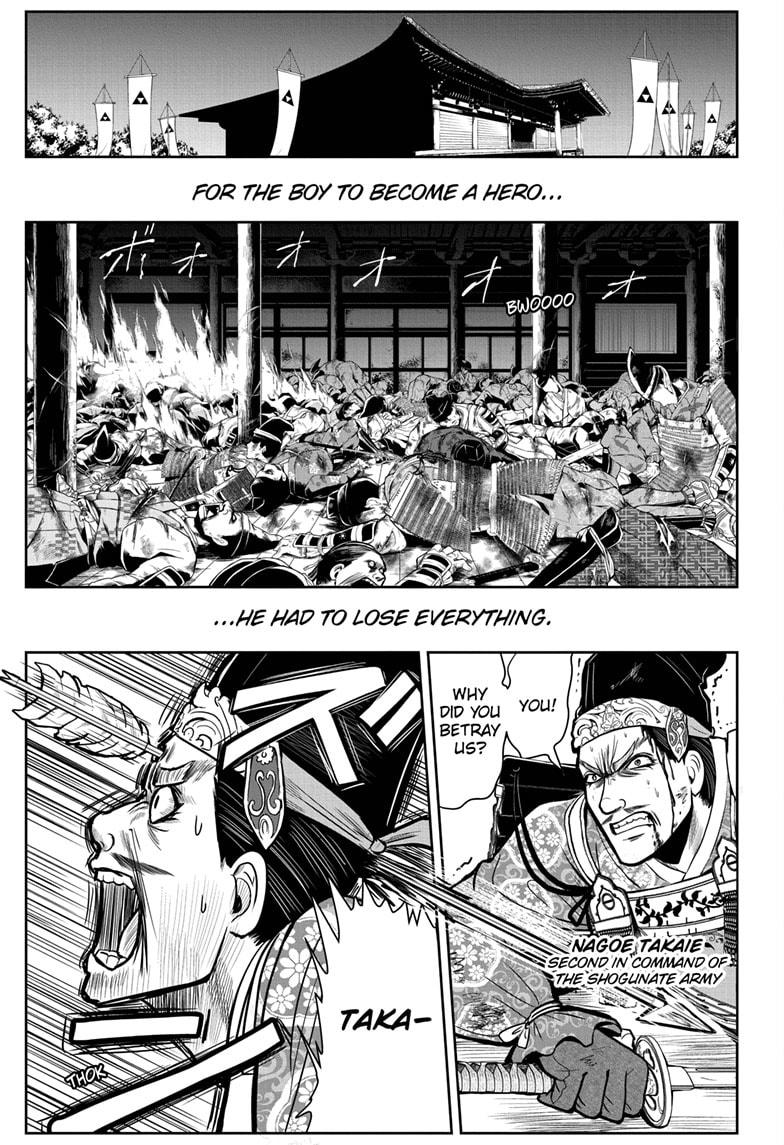 FOR THE BOY TO BECOME A HERO...
ボォオオオオ
BWOOOO
...HE HAD TO LOSE EVERYTHING.
YOU!
WHY
DID YOU
BETRAY
US?
NAGOE TAKAIE
SECOND IN COMMAND OF
THE SHOGUNATE ARMY
TAKA-
THOK